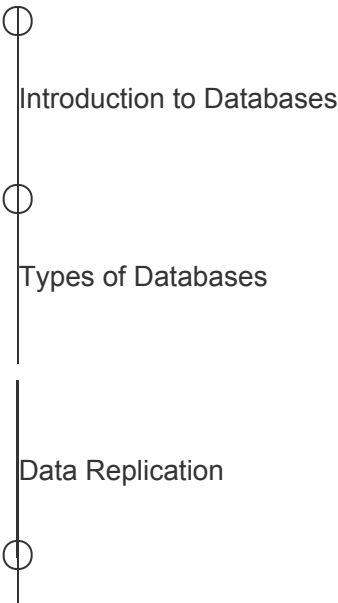 Introduction to Databases
Types of Databases
Data Replication